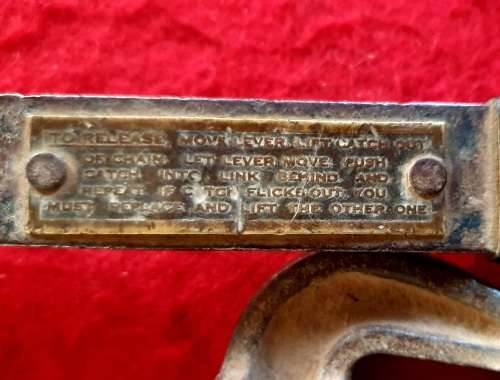 TO RELEASE, MOVE LEVER, LIFT CATCH OUT
OF CHAIN. LET LEVER MOVE, PUSH
CATCH INTO LINK BEHIND AND
REPEAT. IF C TCH FLICKS OUT, YOU
MUST REPLACE AND LIFT THE OTHER ONE